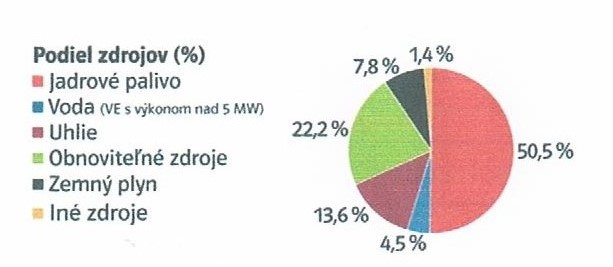 Podiel zdrojov (%)
Jadrové palivo
Voda (VE s výkonom nad 5 MW)
Uhlie
Obnoviteľné zdroje
Zemný plyn
Iné zdroje
1,4 %
7,8 %
22,2 %
50,5 %
13,6 %
4,5 %